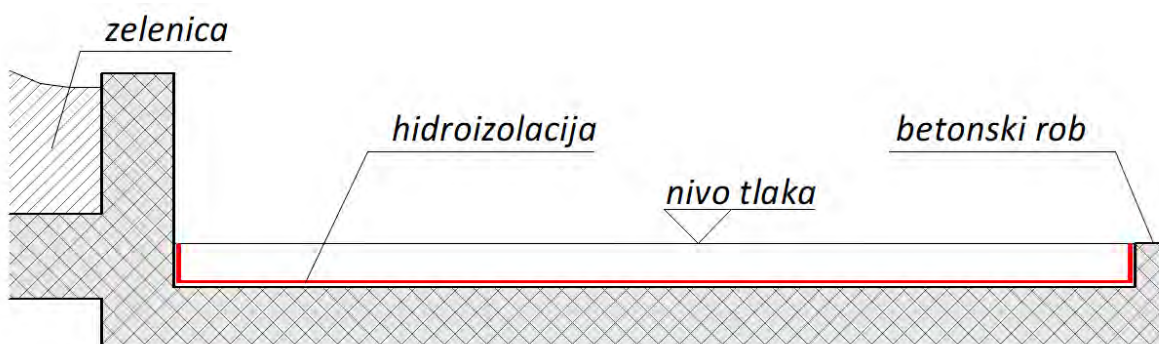 zelenica
hidroizolacija
betonski rob
nivo tlaka